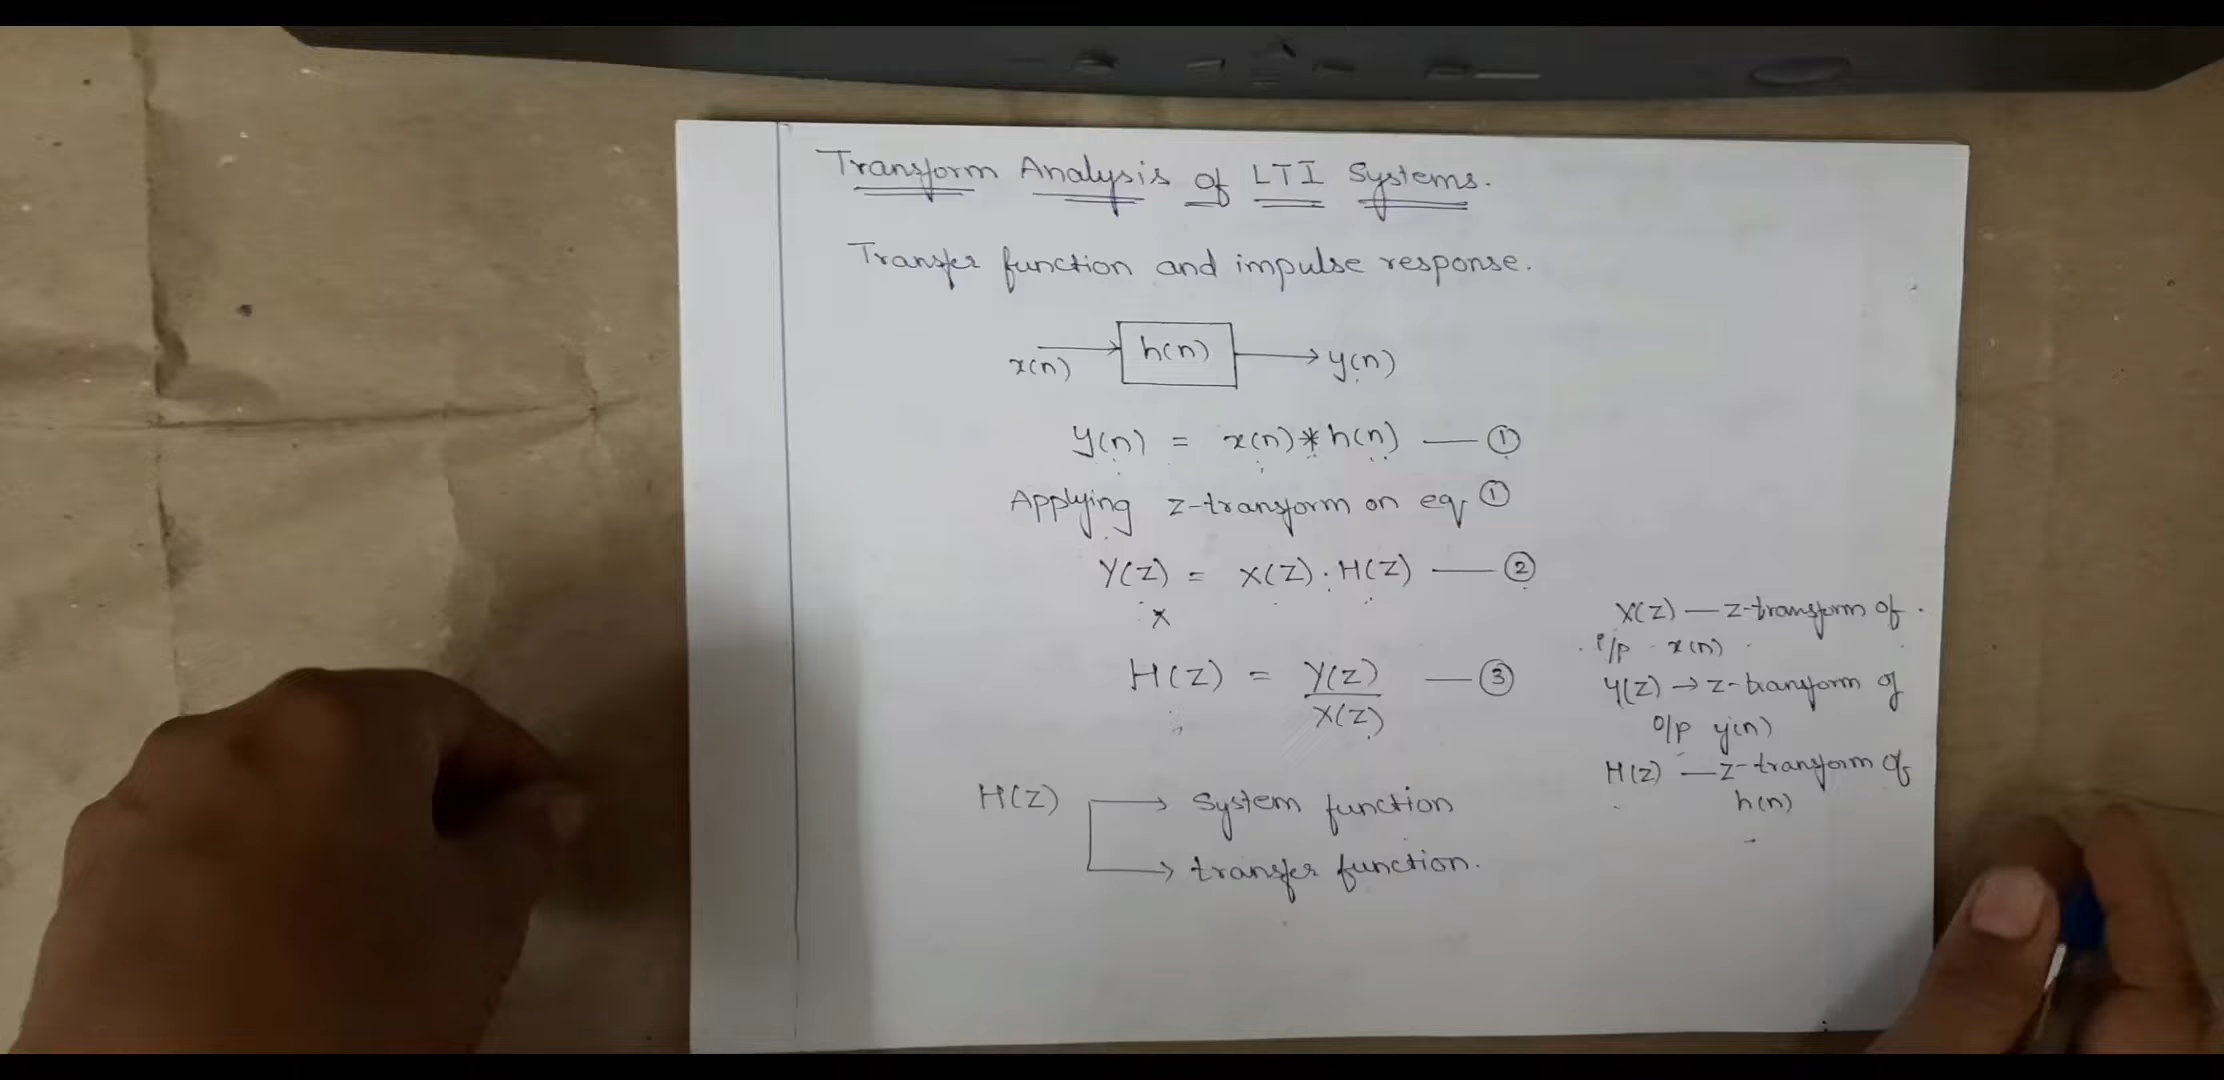 Transform Analysis of LTI Systems.
Transfer function and impulse response.
x(n) → h(n) → y(n)
y(n) = x(n) * h(n) — ①
Applying z-transform on eq ①
Y(z) = X(z) . H(z) — ②
x
H(z) = Y(z)/X(z) — ③
H(z) → System function
→ transfer function.
X(z) — z-transform of
i/p x(n)
Y(z) → z-transform of
o/p y(n)
H(z) — z-transform of
h(n)